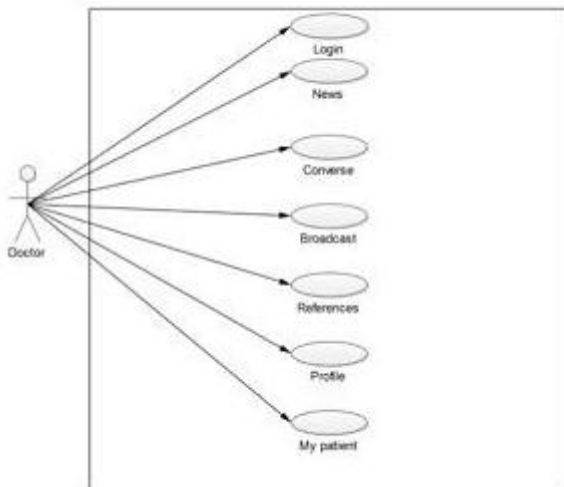 Login
News
Converse
Broadcast
Doctor
References
Profile
My patient